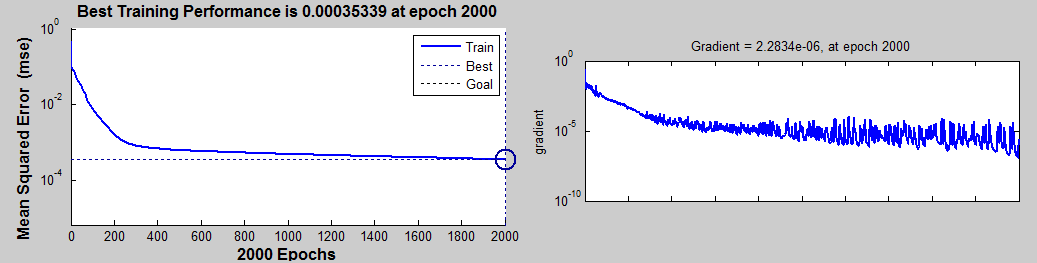 Best Training Performance is 0.00035339 at epoch 2000
Mean Squared Error (mse)
10^0
10^-2
10^-4
Train
Best
Goal
0 200 400 600 800 1000 1200 1400 1600 1800 2000
2000 Epochs
Gradient = 2.2834e-06, at epoch 2000
gradient
10^0
10^-5
10^-10